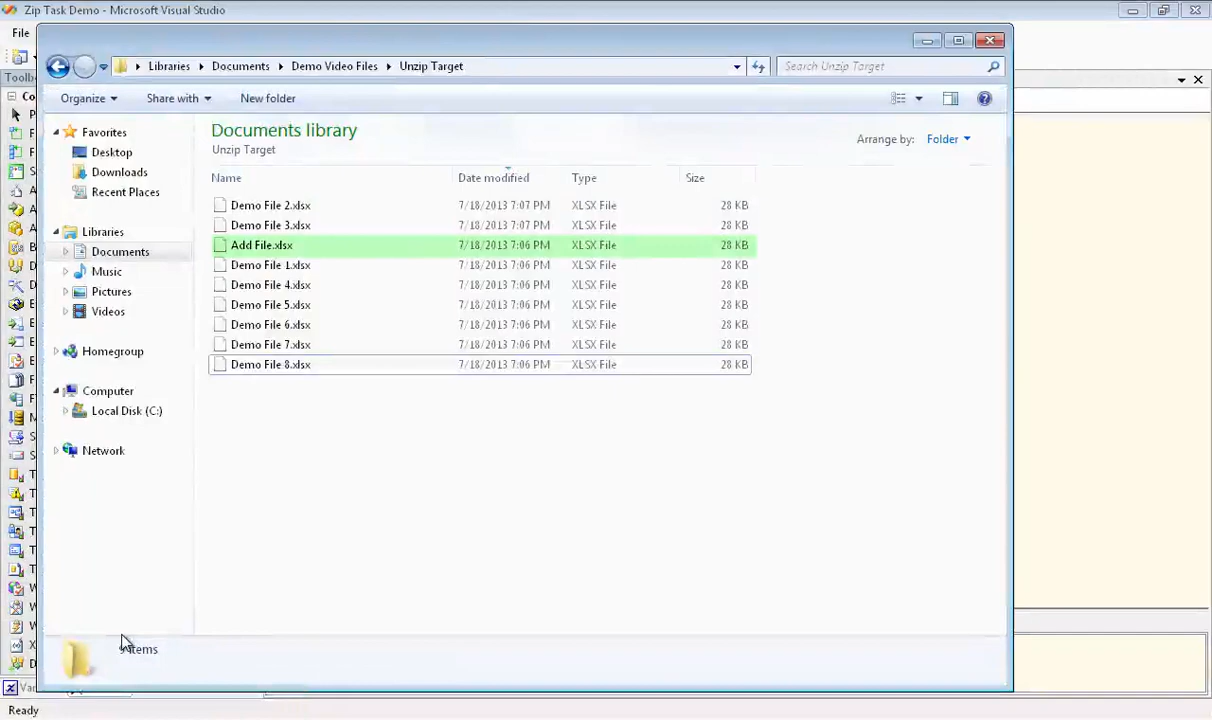 Zip Task Demo - Microsoft Visual Studio
File
Libraries Documents Demo Video Files Unzip Target
Search Unzip Target
Toolbo
Organize Share with New folder
Co
Favorites
Desktop
Downloads
Recent Places
Libraries
Documents
Music
Pictures
Videos
Homegroup
Computer
Local Disk (C:)
Network
Documents library
Unzip Target
Arrange by: Folder
Name Date modified Type Size
Demo File 2.xlsx 7/18/2013 7:07 PM XLSX File 28 KB
Demo File 3.xlsx 7/18/2013 7:07 PM XLSX File 28 KB
Add File.xlsx 7/18/2013 7:06 PM XLSX File 28 KB
Demo File 1.xlsx 7/18/2013 7:06 PM XLSX File 28 KB
Demo File 4.xlsx 7/18/2013 7:06 PM XLSX File 28 KB
Demo File 5.xlsx 7/18/2013 7:06 PM XLSX File 28 KB
Demo File 6.xlsx 7/18/2013 7:06 PM XLSX File 28 KB
Demo File 7.xlsx 7/18/2013 7:06 PM XLSX File 28 KB
Demo File 8.xlsx 7/18/2013 7:06 PM XLSX File 28 KB
9 items
Var
Ready